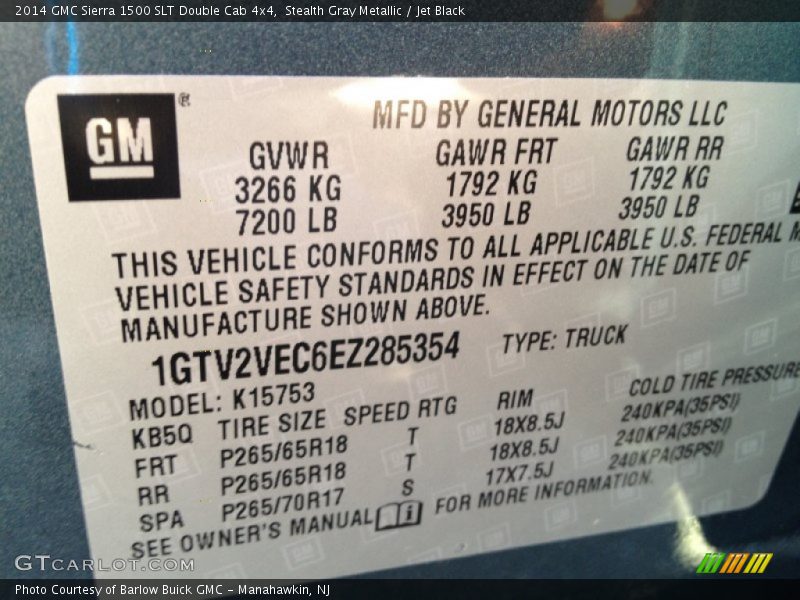 2014 GMC Sierra 1500 SLT Double Cab 4x4, Stealth Gray Metallic / Jet Black
GM ®
MFD BY GENERAL MOTORS LLC
GVWR GAWR FRT GAWR RR
3266 KG 1792 KG 1792 KG
7200 LB 3950 LB 3950 LB
THIS VEHICLE CONFORMS TO ALL APPLICABLE U.S. FEDERAL M
VEHICLE SAFETY STANDARDS IN EFFECT ON THE DATE OF
MANUFACTURE SHOWN ABOVE.
1GTV2VEC6EZ285354 TYPE: TRUCK
MODEL: K15753
KB5Q TIRE SIZE SPEED RTG RIM COLD TIRE PRESSURE
FRT P265/65R18 T 18X8.5J 240KPA(35PSI)
RR P265/65R18 T 18X8.5J 240KPA(35PSI)
SPA P265/70R17 S 17X7.5J 240KPA(35PSI)
SEE OWNER'S MANUAL i FOR MORE INFORMATION.
GTCARLOT.COM
Photo Courtesy of Barlow Buick GMC – Manahawkin, NJ